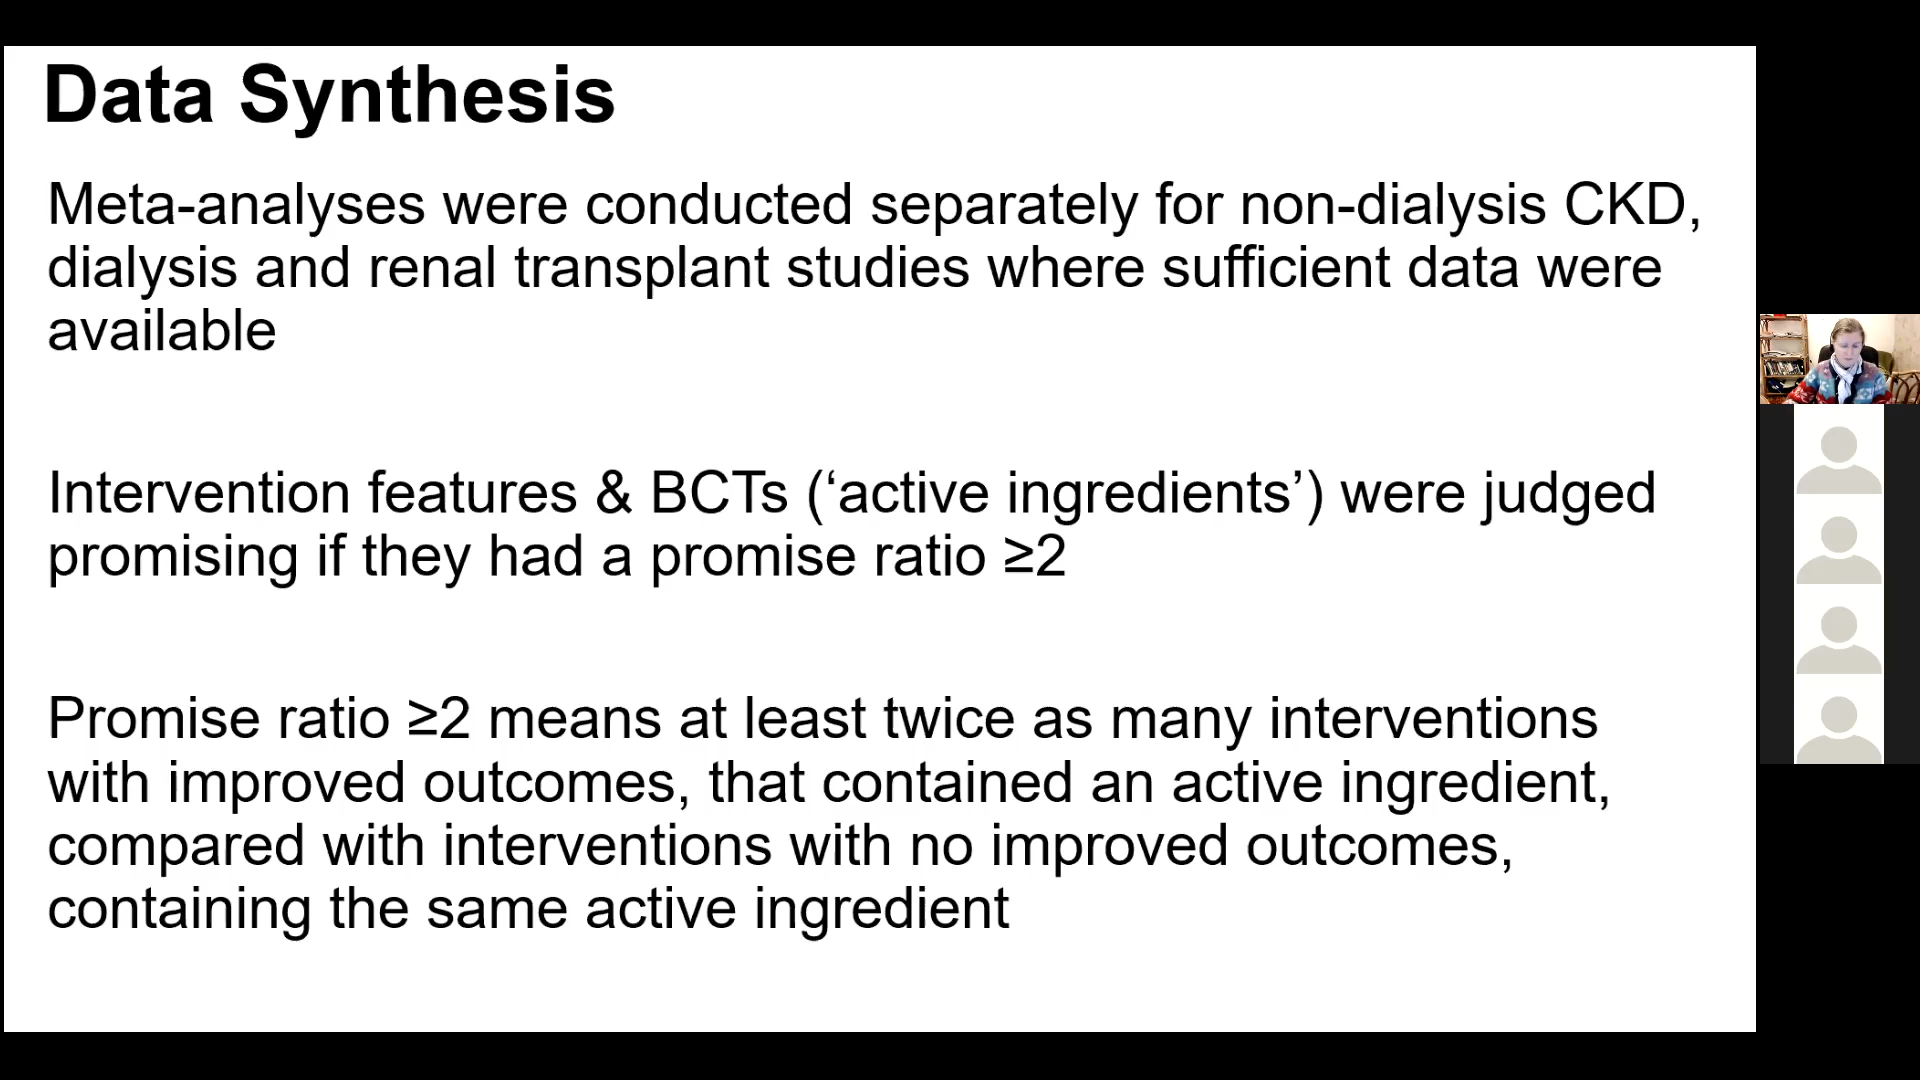 Data Synthesis
Meta-analyses were conducted separately for non-dialysis CKD,
dialysis and renal transplant studies where sufficient data were
available
Intervention features & BCTs (‘active ingredients’) were judged
promising if they had a promise ratio ≥2
Promise ratio ≥2 means at least twice as many interventions
with improved outcomes, that contained an active ingredient,
compared with interventions with no improved outcomes,
containing the same active ingredient